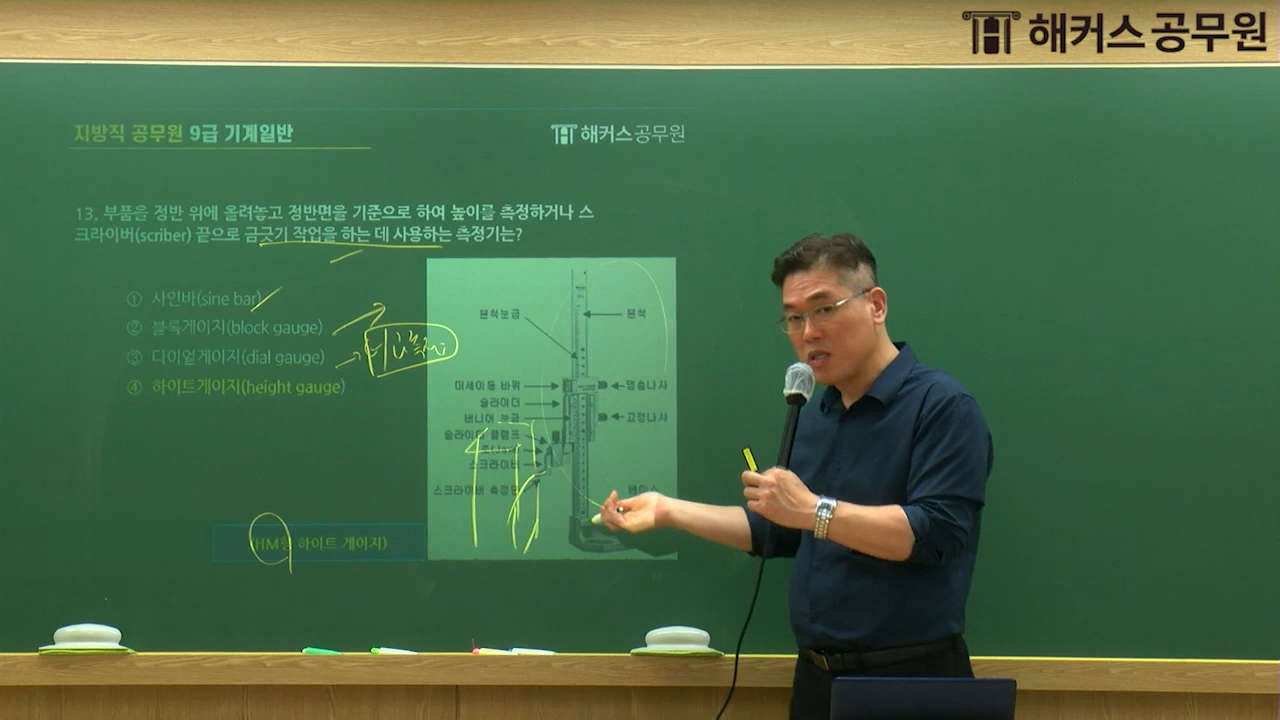 해커스공무원
지방직 공무원 9급 기계일반
해커스공무원
13. 부품을 정반 위에 올려놓고 정반면을 기준으로 하여 높이를 측정하거나 스
크라이버(scriber) 끝으로 금긋기 작업을 하는 데 사용하는 측정기는?
① 사인바(sine bar)
② 블록게이지(block gauge)
③ 다이얼게이지(dial gauge)
④ 하이트게이지(height gauge)
본척눈금
본척
미세이동 바퀴
멈춤나사
슬라이더
버니어 눈금
고정나사
슬라이더 클램프
스크라이버
스크라이버 측정면
베이스
(HM형 하이트 게이지)